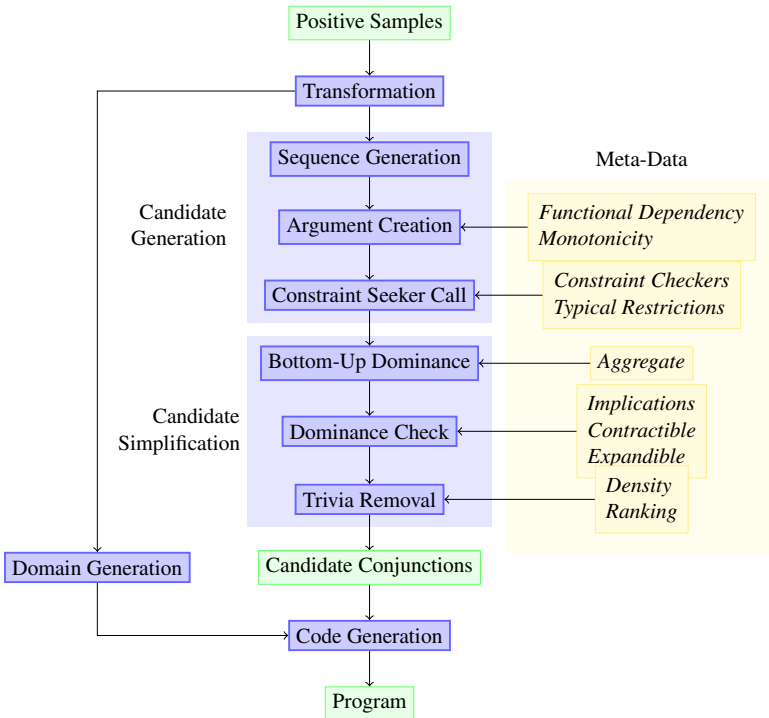 Positive Samples
Transformation
Sequence Generation
Meta-Data
Candidate
Generation
Argument Creation
Functional Dependency
Monotonicity
Constraint Seeker Call
Constraint Checkers
Typical Restrictions
Bottom-Up Dominance
Aggregate
Candidate
Simplification
Dominance Check
Implications
Contractible
Expandible
Trivia Removal
Density
Ranking
Domain Generation
Candidate Conjunctions
Code Generation
Program